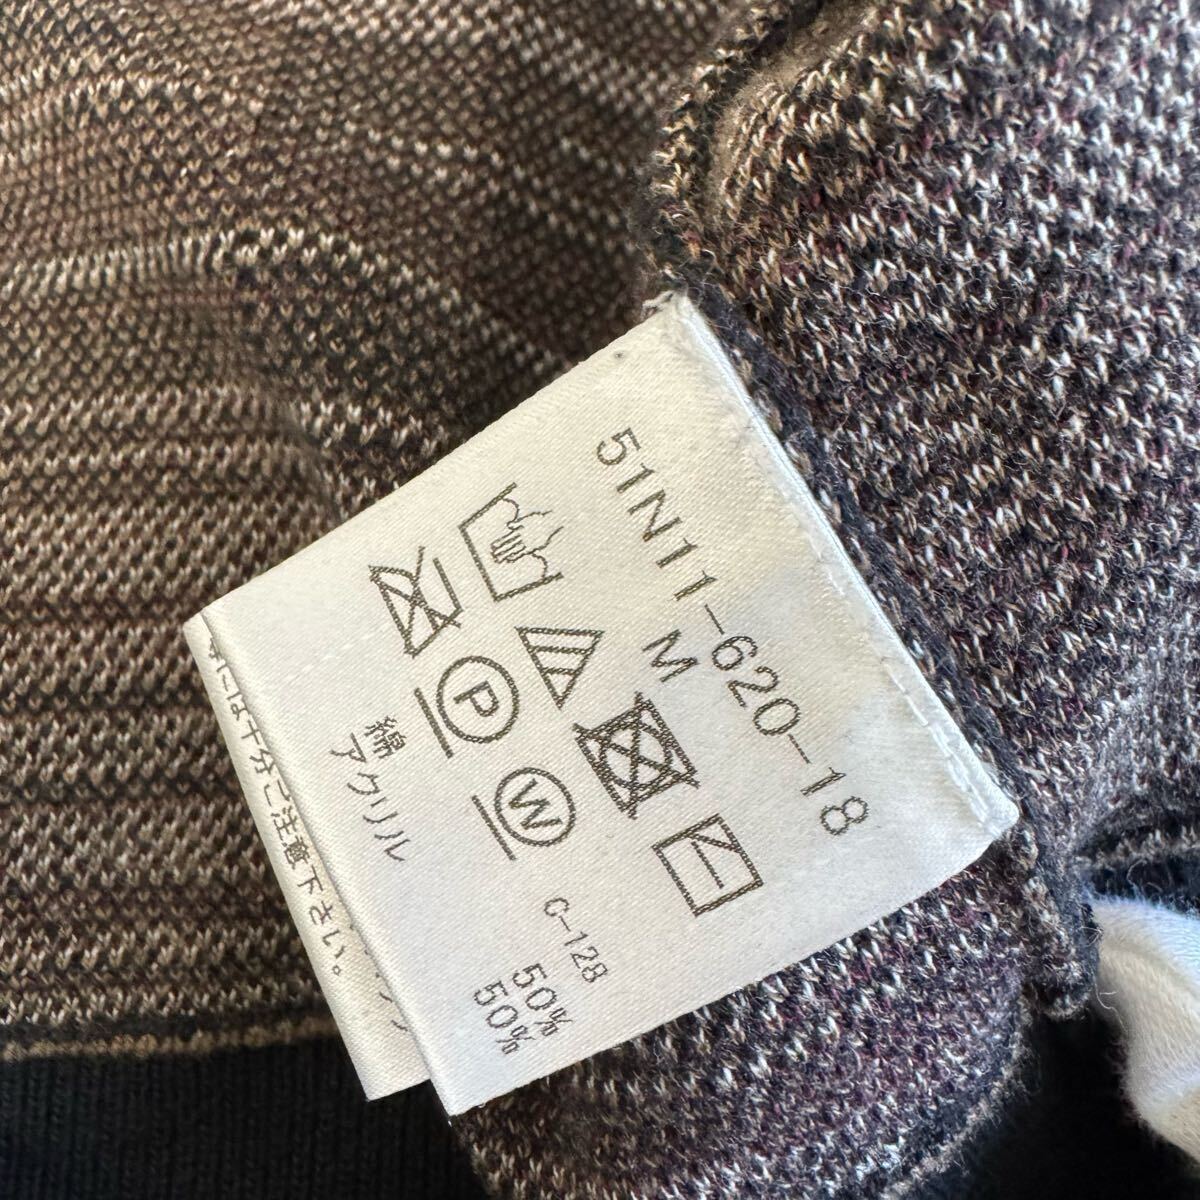 51N11-620-18
M
P
W
C-128
綿 50%
アクリル 50%
には十分ご注意下さい。